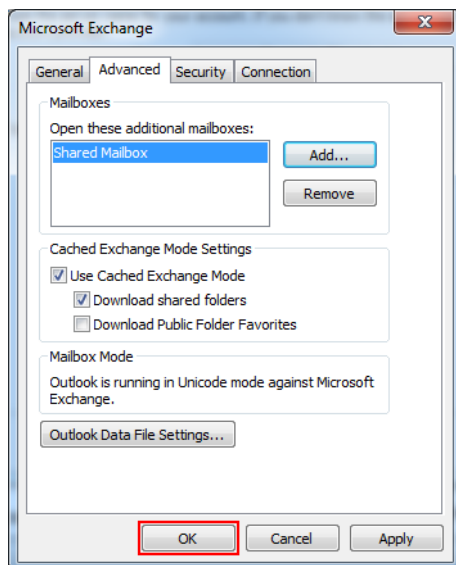 Microsoft Exchange
General Advanced Security Connection
Mailboxes
Open these additional mailboxes:
Shared Mailbox
Add...
Remove
Cached Exchange Mode Settings
Use Cached Exchange Mode
Download shared folders
Download Public Folder Favorites
Mailbox Mode
Outlook is running in Unicode mode against Microsoft
Exchange.
Outlook Data File Settings...
OK Cancel Apply